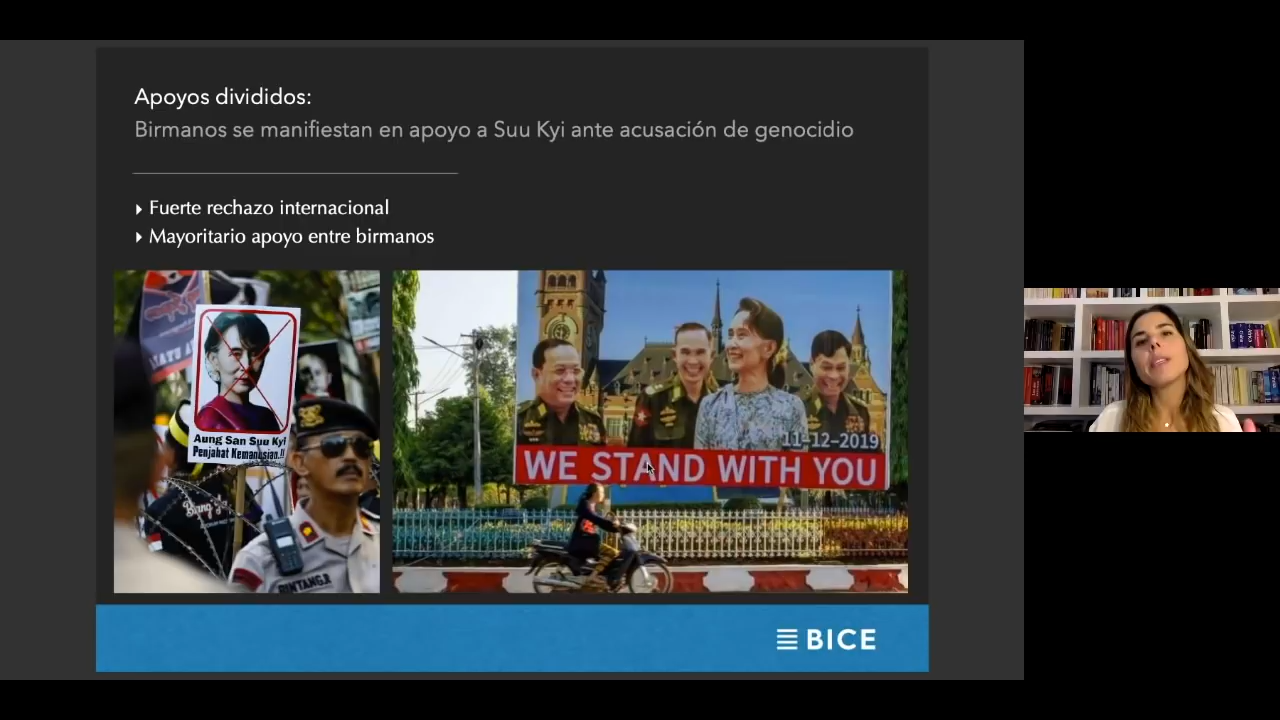 Apoyos divididos:
Birmanos se manifiestan en apoyo a Suu Kyi ante acusación de genocidio
Fuerte rechazo internacional
Mayoritario apoyo entre birmanos
Aung San Suu Kyi
Penjahat Kemanusian.!!
BINTANG.R
11-12-2019
WE STAND WITH YOU
BICE